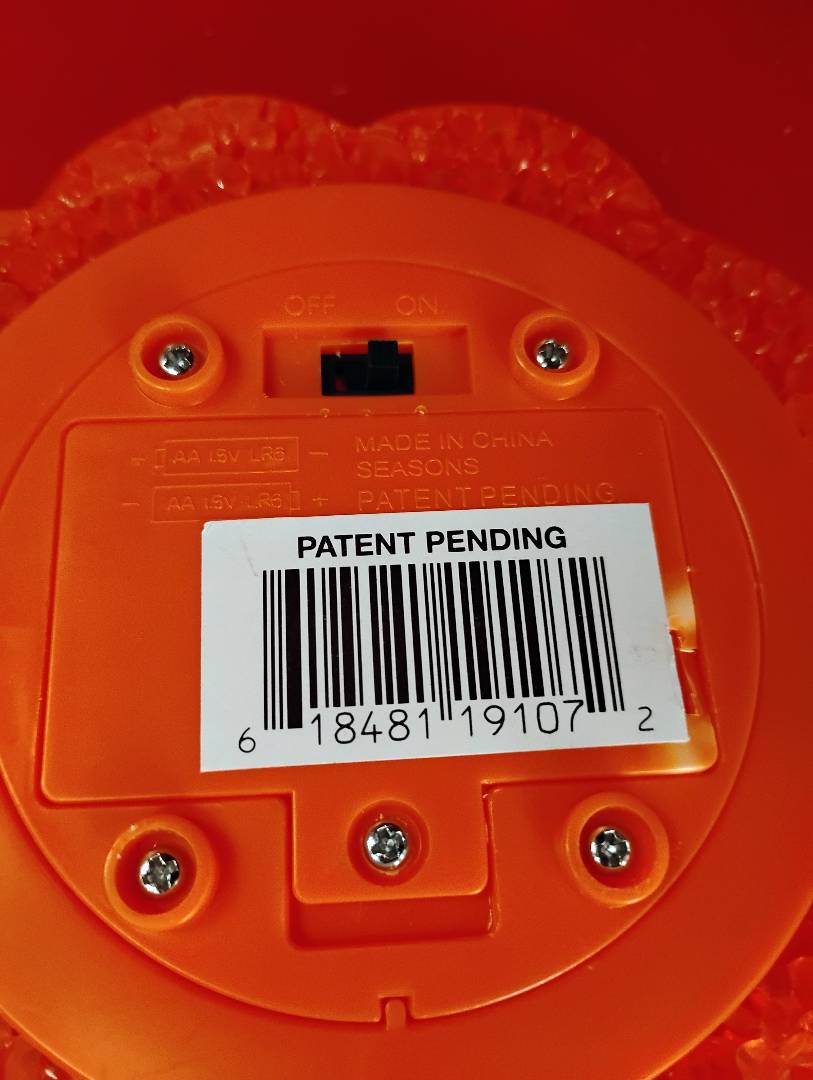 OFF ON
+ AA 1.5V LR6 − MADE IN CHINA
SEASONS
− AA 1.5V LR6 + PATENT PENDING
PATENT PENDING
6 18481 19107 2